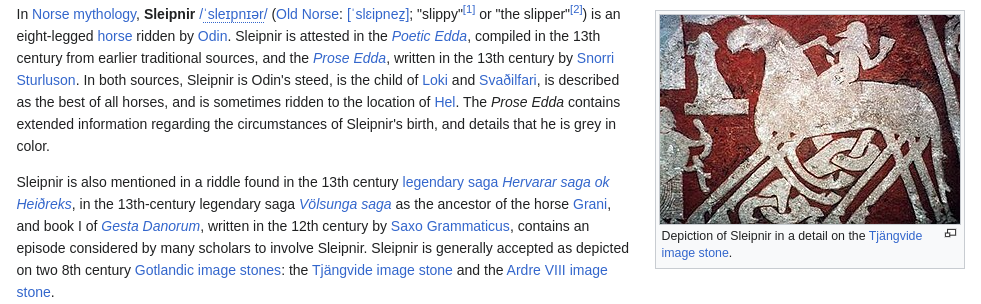 In Norse mythology, Sleipnir /ˈsleɪpnɪər/ (Old Norse: [ˈslɛipnez̠]; "slippy"[1] or "the slipper"[2]) is an
eight-legged horse ridden by Odin. Sleipnir is attested in the Poetic Edda, compiled in the 13th
century from earlier traditional sources, and the Prose Edda, written in the 13th century by Snorri
Sturluson. In both sources, Sleipnir is Odin's steed, is the child of Loki and Svaðilfari, is described
as the best of all horses, and is sometimes ridden to the location of Hel. The Prose Edda contains
extended information regarding the circumstances of Sleipnir's birth, and details that he is grey in
color.
Sleipnir is also mentioned in a riddle found in the 13th century legendary saga Hervarar saga ok
Heiðreks, in the 13th-century legendary saga Völsunga saga as the ancestor of the horse Grani,
and book I of Gesta Danorum, written in the 12th century by Saxo Grammaticus, contains an
episode considered by many scholars to involve Sleipnir. Sleipnir is generally accepted as depicted
on two 8th century Gotlandic image stones: the Tjängvide image stone and the Ardre VIII image
stone.
Depiction of Sleipnir in a detail on the Tjängvide
image stone.